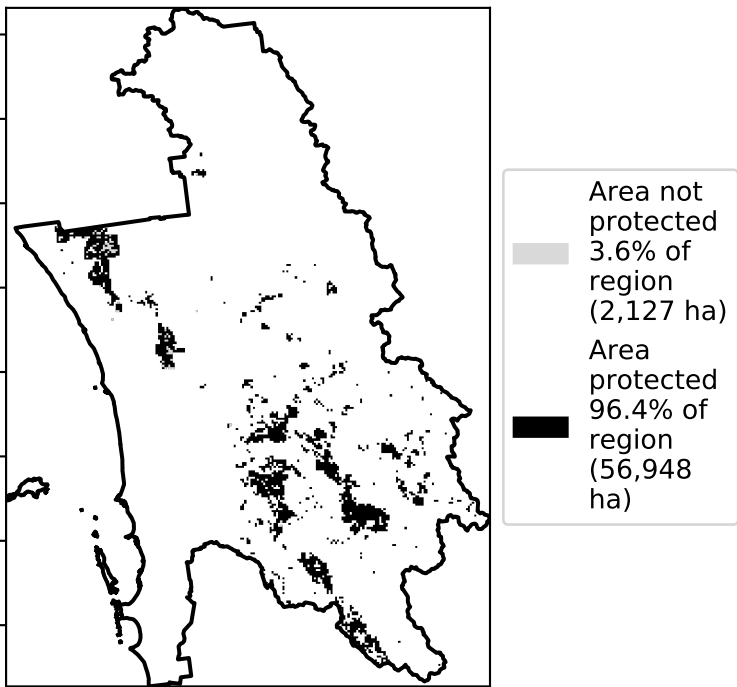 Area not
protected
3.6% of
region
(2,127 ha)
Area
protected
96.4% of
region
(56,948
ha)